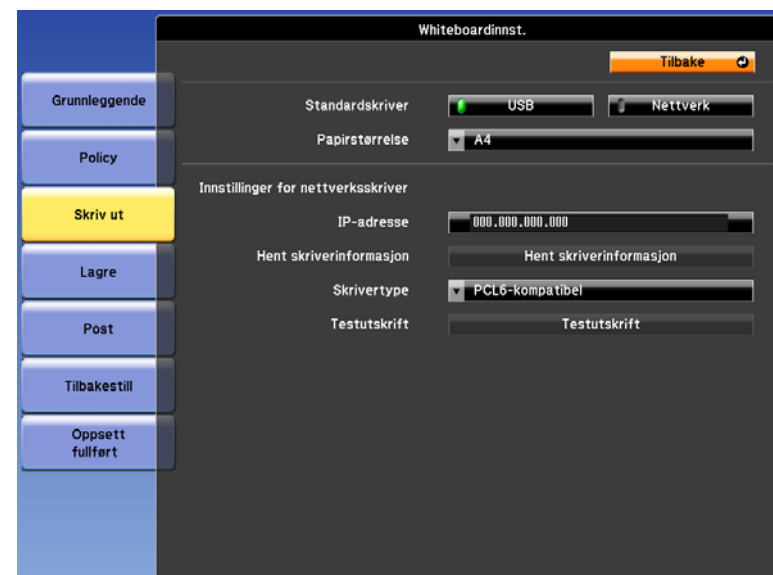 Whiteboardinnst.
Tilbake
Grunnleggende
Policy
Skriv ut
Lagre
Post
Tilbakestill
Oppsett
fullført
Standardskriver USB Nettverk
Papirstørrelse A4
Innstillinger for nettverksskriver
IP-adresse 000.000.000.000
Hent skriverinformasjon Hent skriverinformasjon
Skrivertype PCL6-kompatibel
Testutskrift Testutskrift